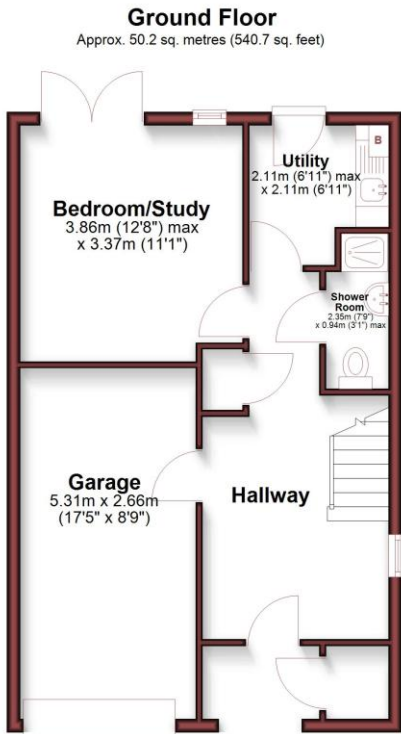 Ground Floor
Approx. 50.2 sq. metres (540.7 sq. feet)
B
Utility
2.11m (6'11") max
x 2.11m (6'11")
Bedroom/Study
3.86m (12'8") max
x 3.37m (11'1")
Shower
Room
2.35m (7'9")
x 0.94m (3'1") max
Garage
5.31m x 2.66m
(17'5" x 8'9")
Hallway